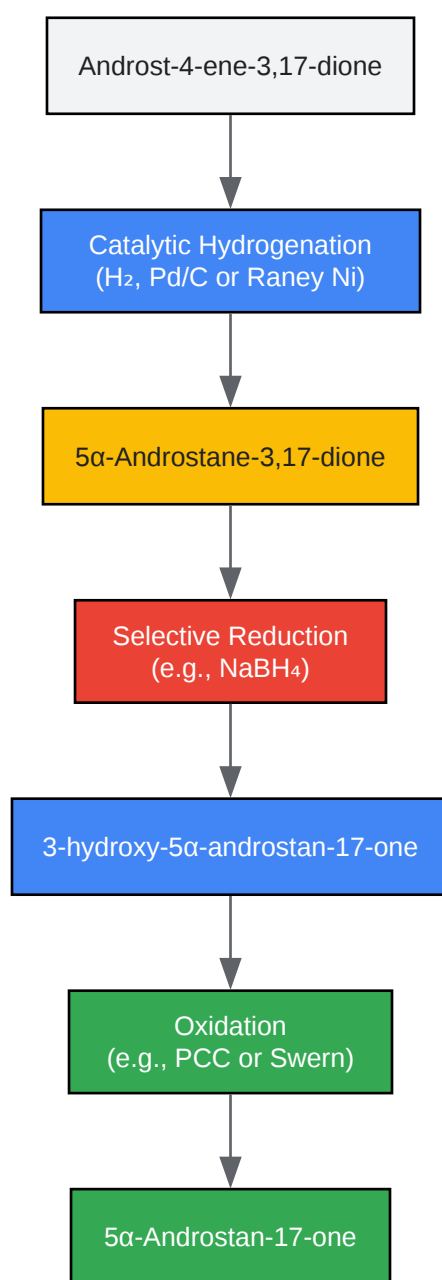 Androst-4-ene-3,17-dione
Catalytic Hydrogenation
(H₂, Pd/C or Raney Ni)
5α-Androstane-3,17-dione
Selective Reduction
(e.g., NaBH₄)
3-hydroxy-5α-androstan-17-one
Oxidation
(e.g., PCC or Swern)
5α-Androstan-17-one